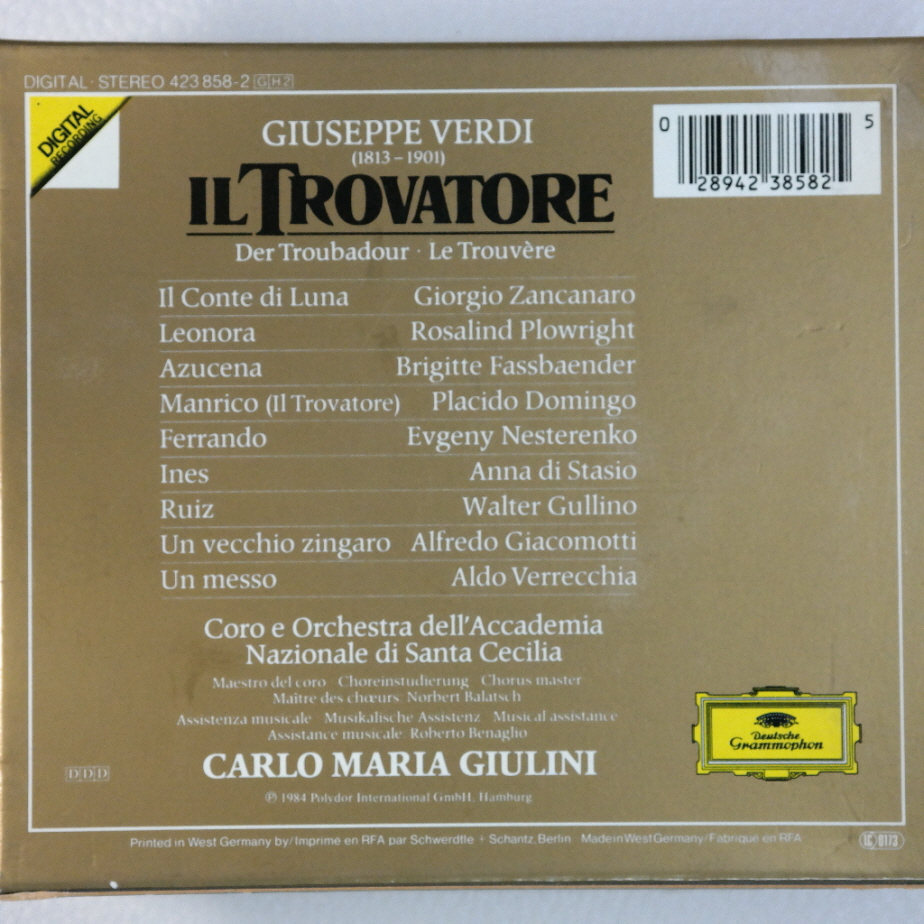 DIGITAL · STEREO 423 858-2 GH2
DIGITAL
RECORDING
GIUSEPPE VERDI
(1813 – 1901)
IL TROVATORE
Der Troubadour · Le Trouvère
0 28942 38582 5
Il Conte di Luna Giorgio Zancanaro
Leonora Rosalind Plowright
Azucena Brigitte Fassbaender
Manrico (Il Trovatore) Placido Domingo
Ferrando Evgeny Nesterenko
Ines Anna di Stasio
Ruiz Walter Gullino
Un vecchio zingaro Alfredo Giacomotti
Un messo Aldo Verrecchia
Coro e Orchestra dell'Accademia
Nazionale di Santa Cecilia
Maestro del coro · Choreinstudierung · Chorus master
Maître des chœurs: Norbert Balatsch
Assistenza musicale · Musikalische Assistenz · Musical assistance
Assistance musicale: Roberto Benaglio
CARLO MARIA GIULINI
℗ 1984 Polydor International GmbH, Hamburg
DDD
Deutsche
Grammophon
Printed in West Germany by/Imprimé en RFA par Schwerdtle + Schantz, Berlin Made in West Germany/Fabriqué en RFA
LC 0173